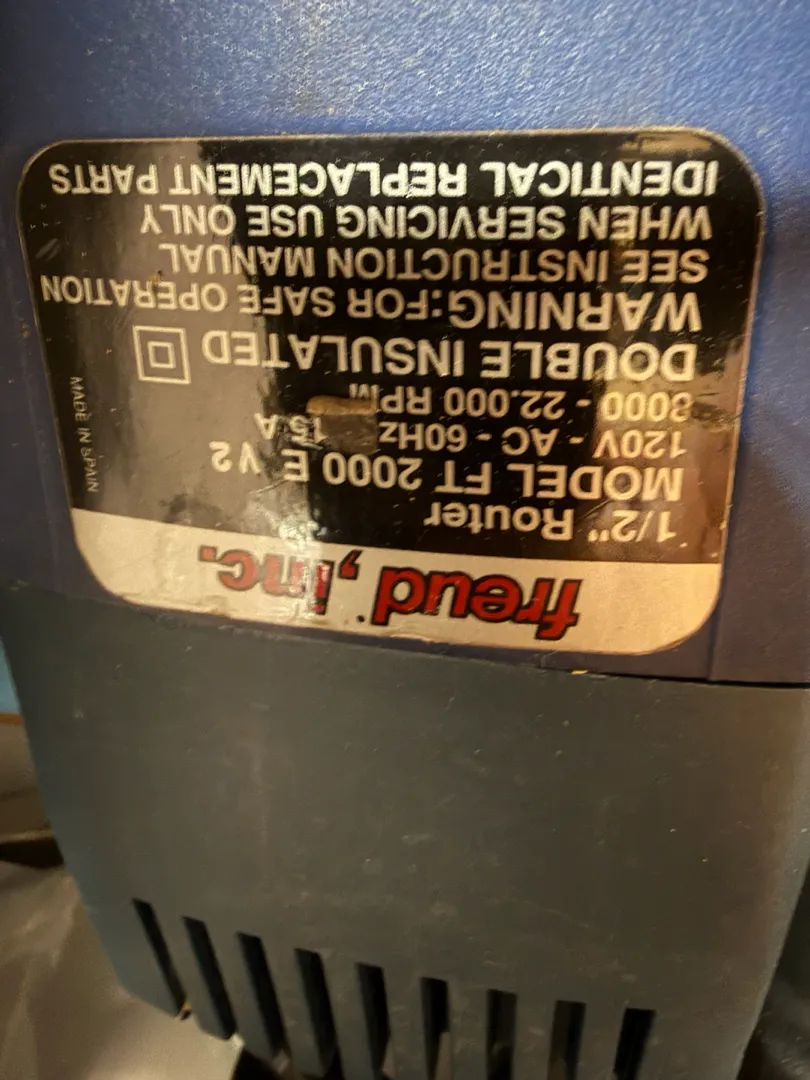 freud, inc.
1/2" Router
MODEL FT 2000 E V2
120V - AC - 60Hz 15 A
8000 - 22.000 RPM
DOUBLE INSULATED
WARNING:FOR SAFE OPERATION
SEE INSTRUCTION MANUAL
WHEN SERVICING USE ONLY
IDENTICAL REPLACEMENT PARTS
MADE IN SPAIN